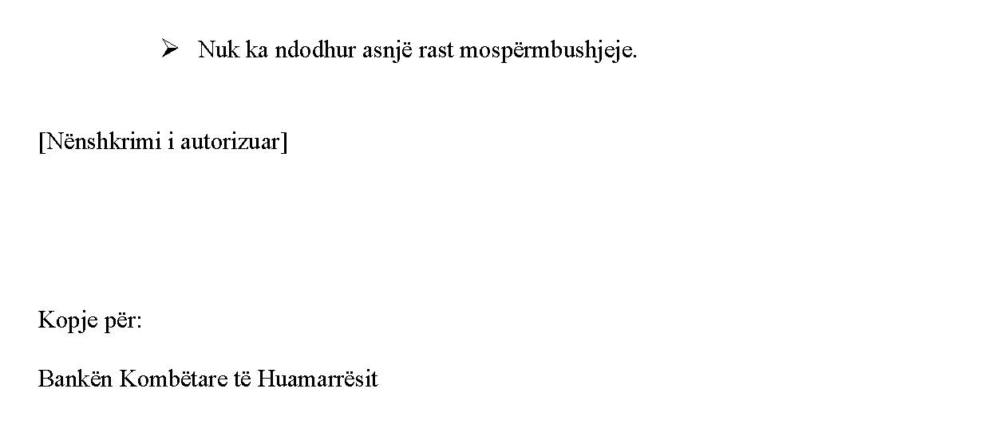 ➢ Nuk ka ndodhur asnjë rast mospërmbushjeje.
[Nënshkrimi i autorizuar]
Kopje për:
Bankën Kombëtare të Huamarrësit